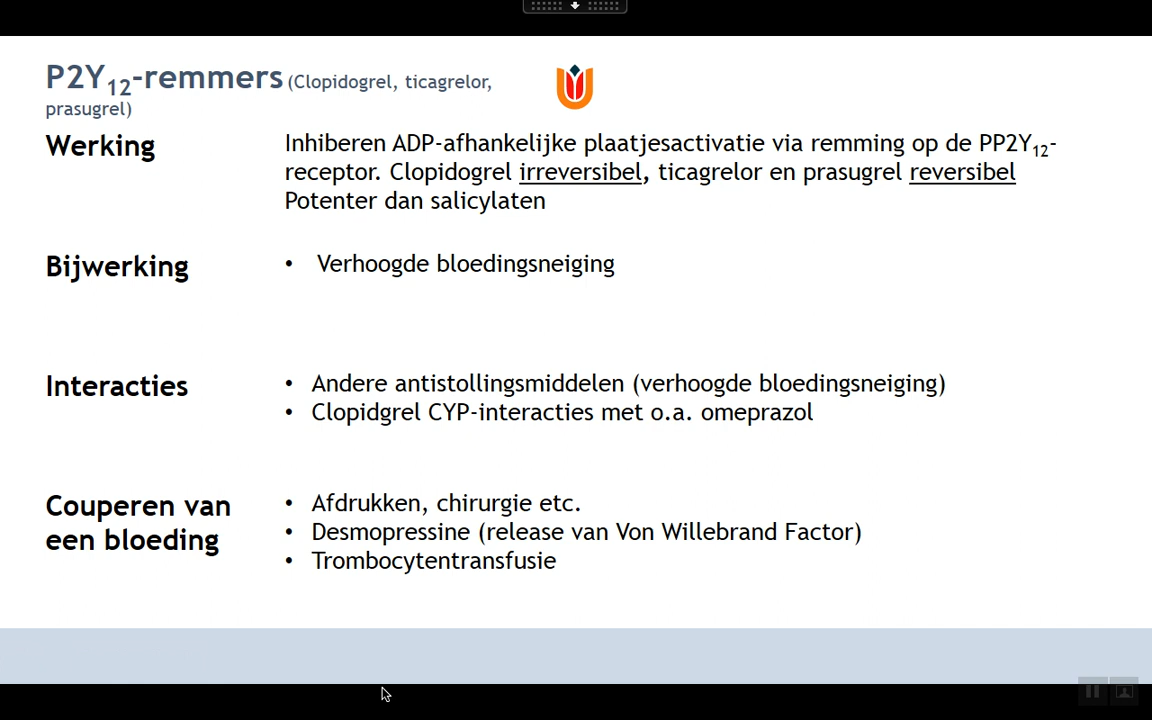 P2Y12-remmers (Clopidogrel, ticagrelor,
prasugrel)
Werking
Inhiberen ADP-afhankelijke plaatjesactivatie via remming op de PP2Y12-
receptor. Clopidogrel irreversibel, ticagrelor en prasugrel reversibel
Potenter dan salicylaten
Bijwerking
• Verhoogde bloedingsneiging
Interacties
• Andere antistollingsmiddelen (verhoogde bloedingsneiging)
• Clopidgrel CYP-interacties met o.a. omeprazol
Couperen van
een bloeding
• Afdrukken, chirurgie etc.
• Desmopressine (release van Von Willebrand Factor)
• Trombocytentransfusie